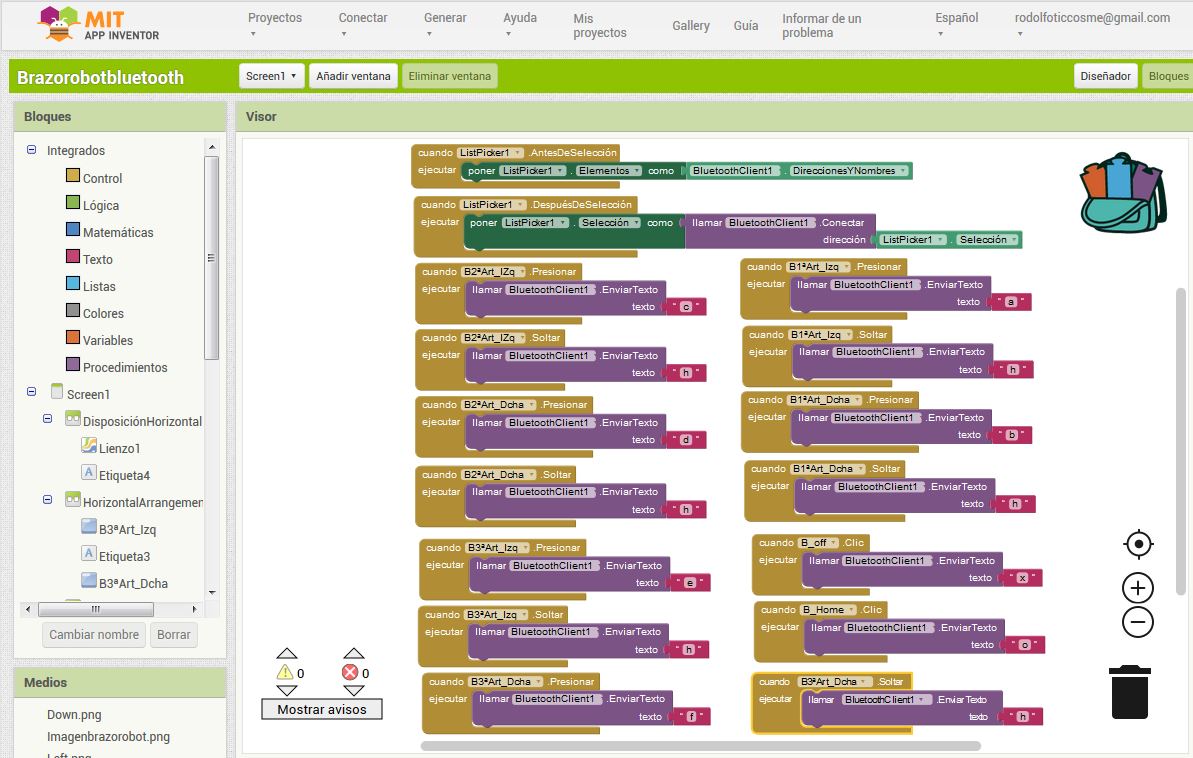 MIT
APP INVENTOR
Proyectos
Conectar
Generar
Ayuda
Mis proyectos
Gallery
Guía
Informar de un problema
Español
rodolfoticcosme@gmail.com
Brazorobotbluetooth
Screen1
Añadir ventana
Eliminar ventana
Diseñador
Bloques
Bloques
Visor
Integrados
Control
Lógica
Matemáticas
Texto
Listas
Colores
Variables
Procedimientos
Screen1
DisposiciónHorizontal
Lienzo1
Etiqueta4
HorizontalArrangemen
B3ªArt_Izq
Etiqueta3
B3ªArt_Dcha
Cambiar nombre
Borrar
Medios
Down.png
Imagenbrazorobot.png
Left.png
cuando ListPicker1 .AntesDeSelección
ejecutar poner ListPicker1 . Elementos como BluetoothClient1 . DireccionesYNombres
cuando ListPicker1 .DespuésDeSelección
ejecutar poner ListPicker1 . Selección como llamar BluetoothClient1 .Conectar
dirección ListPicker1 . Selección
cuando B2ªArt_IZq .Presionar
ejecutar llamar BluetoothClient1 .EnviarTexto
texto " c "
cuando B1ªArt_Izq .Presionar
ejecutar llamar BluetoothClient1 .EnviarTexto
texto " a "
cuando B2ªArt_IZq .Soltar
ejecutar llamar BluetoothClient1 .EnviarTexto
texto " h "
cuando B1ªArt_Izq .Soltar
ejecutar llamar BluetoothClient1 .EnviarTexto
texto " h "
cuando B2ªArt_Dcha .Presionar
ejecutar llamar BluetoothClient1 .EnviarTexto
texto " d "
cuando B1ªArt_Dcha .Presionar
ejecutar llamar BluetoothClient1 .EnviarTexto
texto " b "
cuando B2ªArt_Dcha .Soltar
ejecutar llamar BluetoothClient1 .EnviarTexto
texto " h "
cuando B1ªArt_Dcha .Soltar
ejecutar llamar BluetoothClient1 .EnviarTexto
texto " h "
cuando B3ªArt_Izq .Presionar
ejecutar llamar BluetoothClient1 .EnviarTexto
texto " e "
cuando B_off .Clic
ejecutar llamar BluetoothClient1 .EnviarTexto
texto " x "
cuando B3ªArt_Izq .Soltar
ejecutar llamar BluetoothClient1 .EnviarTexto
texto " h "
cuando B_Home .Clic
ejecutar llamar BluetoothClient1 .EnviarTexto
texto " o "
cuando B3ªArt_Dcha .Presionar
ejecutar llamar BluetoothClient1 .EnviarTexto
texto " f "
cuando B3ªArt_Dcha .Soltar
ejecutar llamar BluetoothClient1 .EnviarTexto
texto " h "
0
0
Mostrar avisos